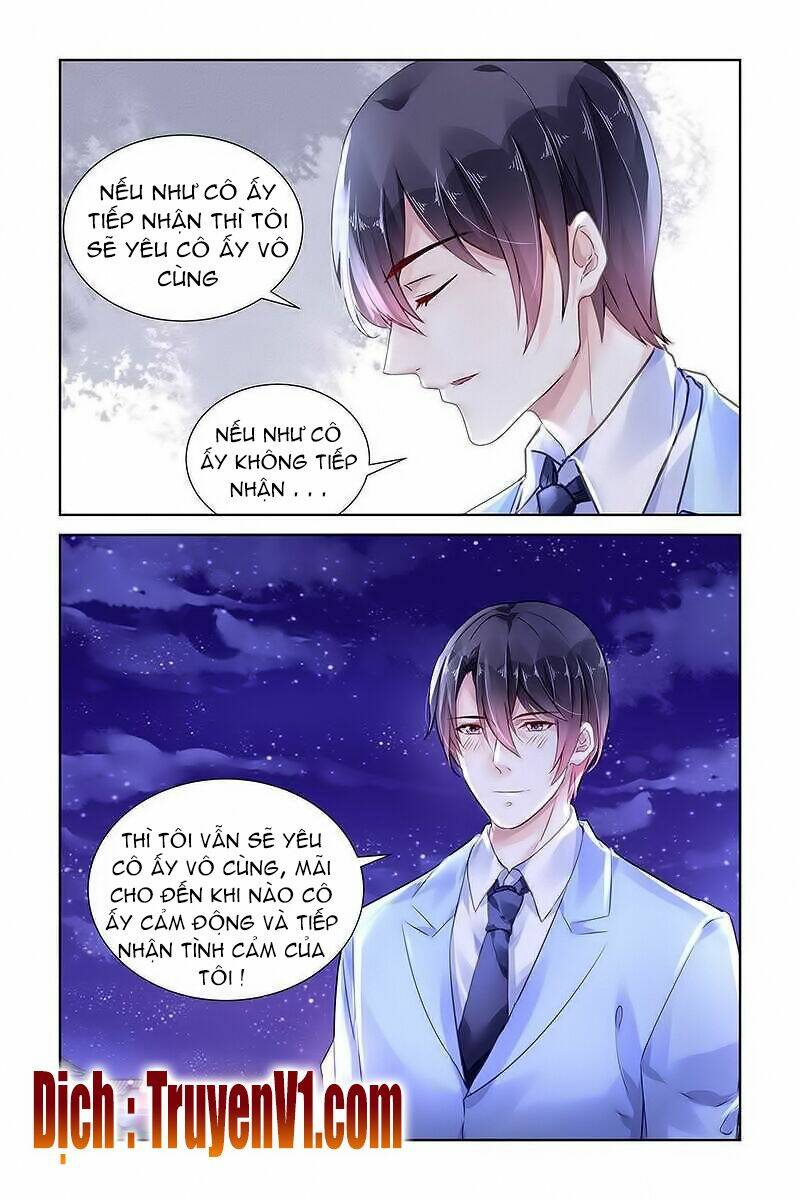 NẾU NHƯ CÔ ẤY
TIẾP NHẬN THÌ TÔI
SẼ YÊU CÔ ẤY VÔ
CÙNG
NẾU NHƯ CÔ
ẤY KHÔNG TIẾP
NHẬN . . .
THÌ TÔI VẪN SẼ YÊU
CÔ ẤY VÔ CÙNG, MÃI
CHO ĐẾN KHI NÀO CÔ
ẤY CẢM ĐỘNG VÀ TIẾP
NHẬN TÌNH CẢM CỦA
TÔI !
Dịch : TruyenV1.com